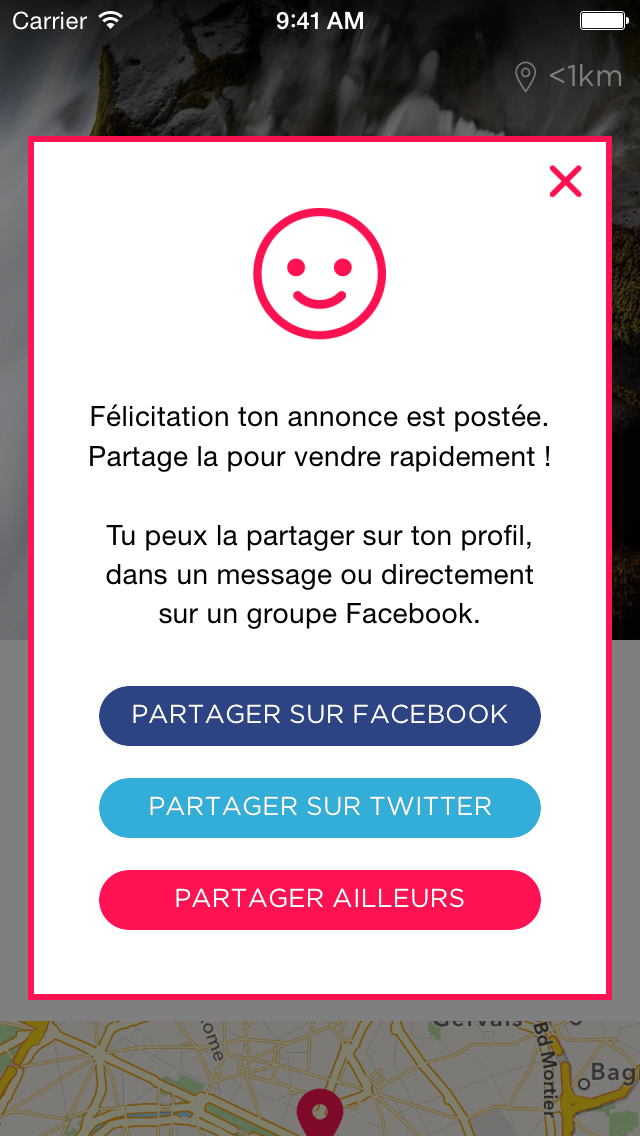 Carrier 9:41 AM
<1km
Félicitation ton annonce est postée.
Partage la pour vendre rapidement !
Tu peux la partager sur ton profil,
dans un message ou directement
sur un groupe Facebook.
PARTAGER SUR FACEBOOK
PARTAGER SUR TWITTER
PARTAGER AILLEURS
Gervais
Bd Mortier
Bag